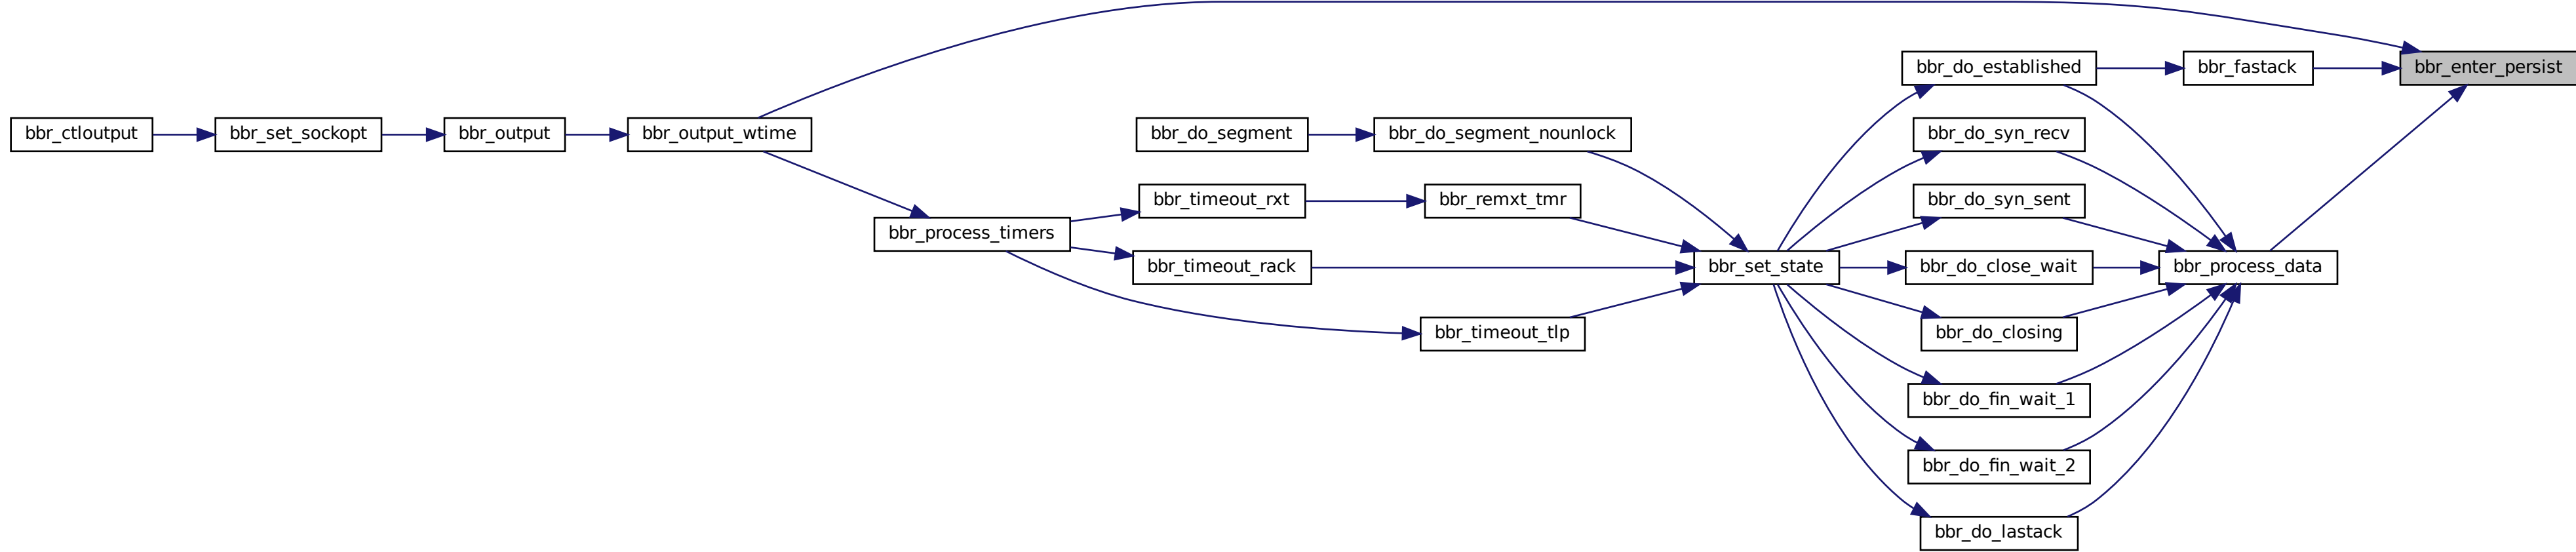 bbr_do_established
bbr_fastack
bbr_enter_persist
bbr_ctloutput
bbr_set_sockopt
bbr_output
bbr_output_wtime
bbr_do_segment
bbr_do_segment_nounlock
bbr_do_syn_recv
bbr_timeout_rxt
bbr_remxt_tmr
bbr_do_syn_sent
bbr_process_timers
bbr_timeout_rack
bbr_set_state
bbr_do_close_wait
bbr_process_data
bbr_timeout_tlp
bbr_do_closing
bbr_do_fin_wait_1
bbr_do_fin_wait_2
bbr_do_lastack